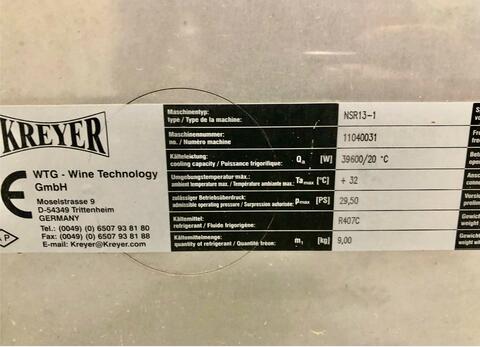 KREYER
WTG - Wine Technology
GmbH
Moselstrasse 9
D-54349 Trittenheim
GERMANY
Tel.: (0049) (0) 6507 93 81 80
Fax: (0049) (0) 6507 93 81 88
E-mail: Kreyer@Kreyer.com
Maschinentyp:
type / Type de la machine: NSR13-1
Maschinennummer:
no. / Numéro machine 11040031
Kälteleistung:
cooling capacity / Puissance frigorifique: [W] 39600/20 °C
Umgebungstemperatur max.:
ambient temperatur max. / Température ambiante max.: Ta max [°C] + 32
zulässiger Betriebsüberdruck:
admissible operating pressure / Surpression autorisée: Pmax [PS] 29,50
Kältemittel:
refrigerant / Fluide frigorigène: R407C
Kältemittelmenge:
quantity of refrigerant / Quantité fréon: [kg] 9,00